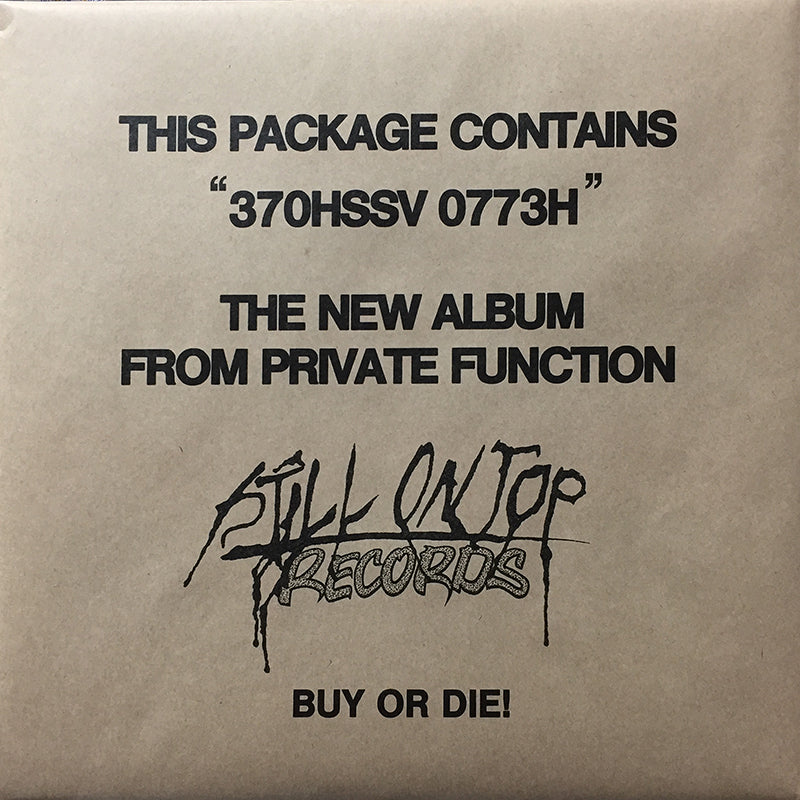 THIS PACKAGE CONTAINS
“370HSSV 0773H”
THE NEW ALBUM
FROM PRIVATE FUNCTION
STILL ON TOP
RECORDS
BUY OR DIE!